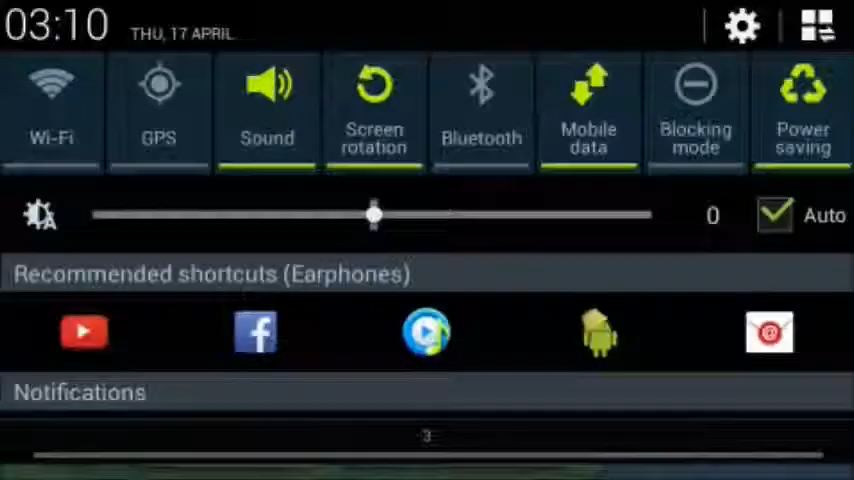 03:10 THU, 17 APRIL
Wi-Fi GPS Sound Screen rotation Bluetooth Mobile data Blocking mode Power saving
0 Auto
Recommended shortcuts (Earphones)
Notifications
3